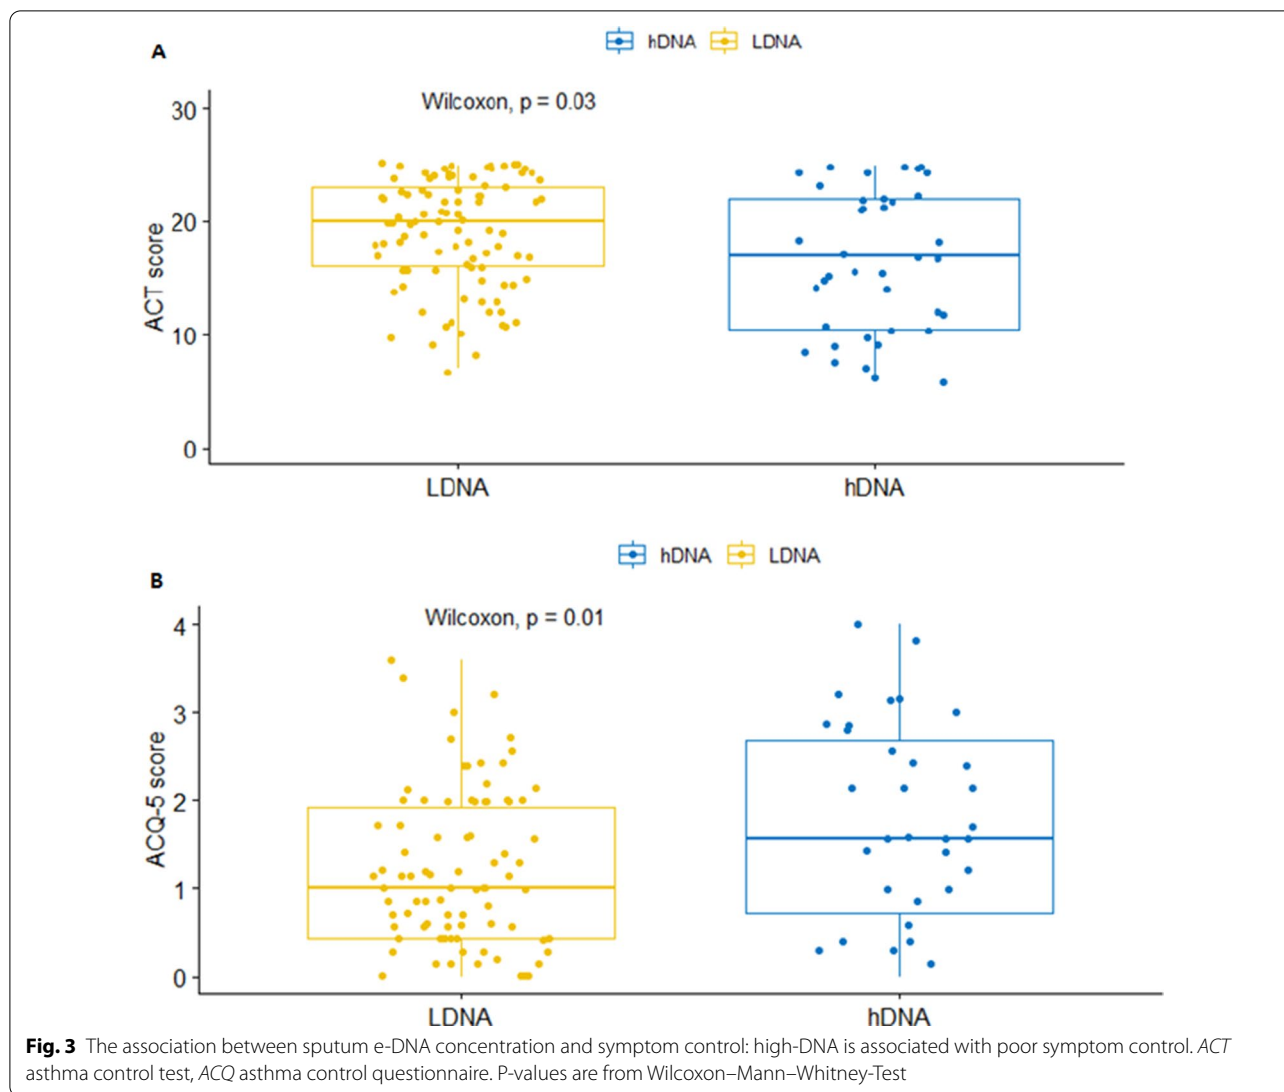 A
hDNA LDNA
Wilcoxon, p = 0.03
30
20
10
0
ACT score
LDNA hDNA
hDNA LDNA
B
Wilcoxon, p = 0.01
4
3
2
1
0
ACQ-5 score
LDNA hDNA
Fig. 3 The association between sputum e-DNA concentration and symptom control: high-DNA is associated with poor symptom control. ACT
asthma control test, ACQ asthma control questionnaire. P-values are from Wilcoxon–Mann–Whitney-Test